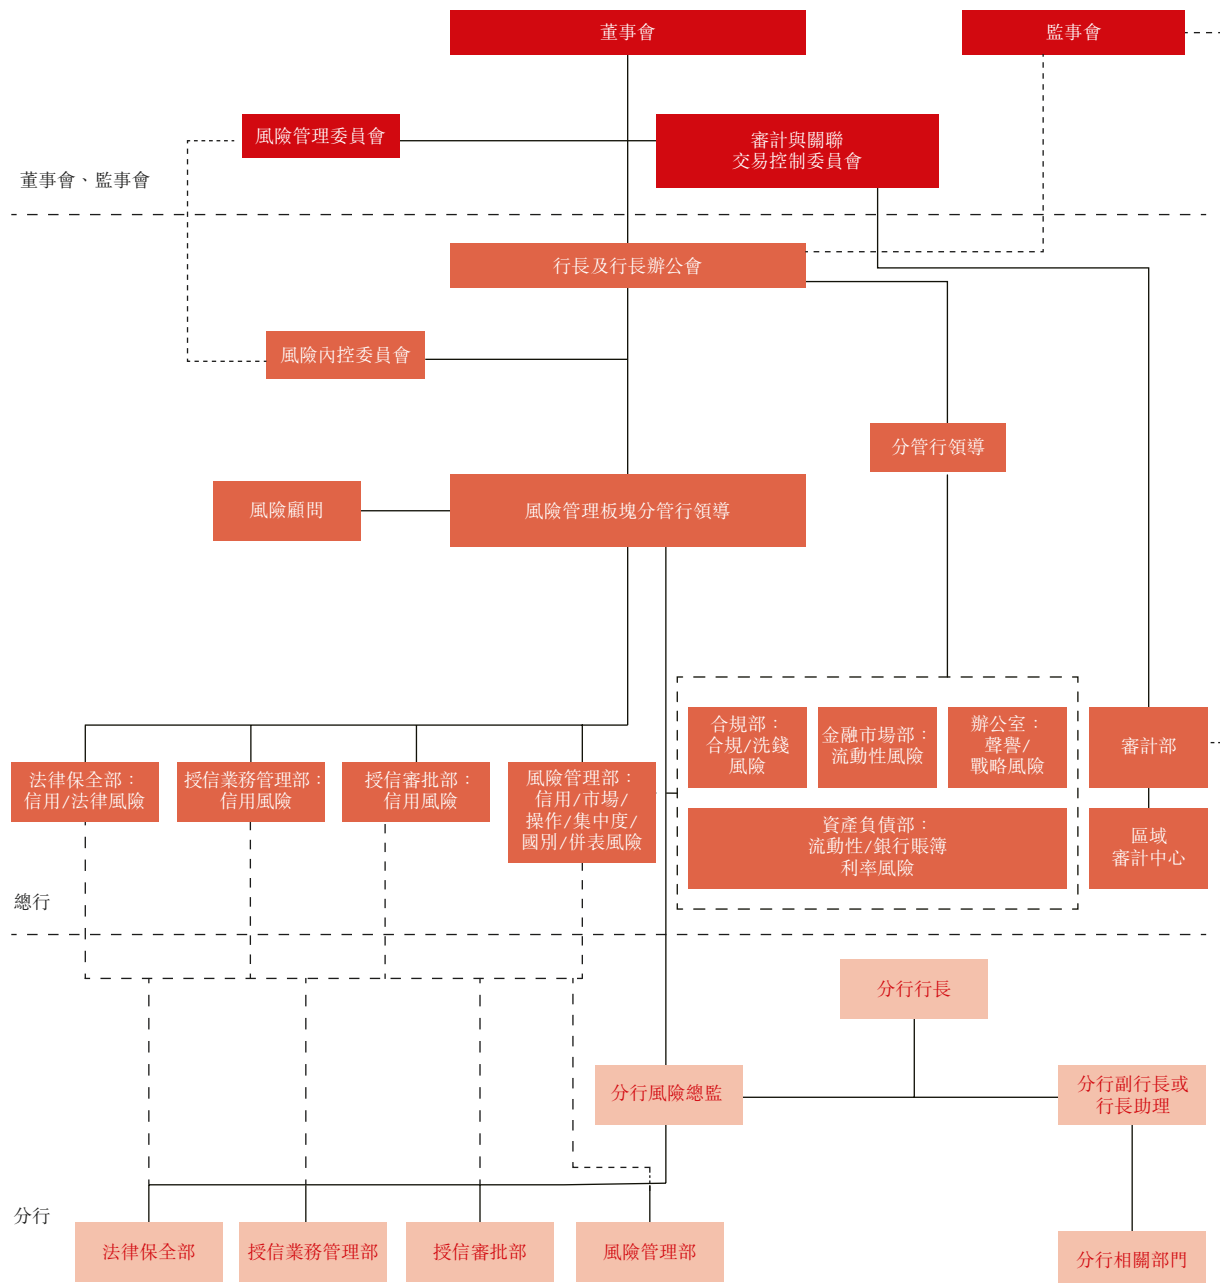 董事會
監事會
風險管理委員會
審計與關聯
交易控制委員會
董事會、監事會
行長及行長辦公會
風險內控委員會
分管行領導
風險顧問
風險管理板塊分管行領導
合規部：
合規/洗錢
風險
金融市場部：
流動性風險
辦公室：
聲譽/
戰略風險
審計部
法律保全部：
信用/法律風險
授信業務管理部：
信用風險
授信審批部：
信用風險
風險管理部：
信用/市場/
操作/集中度/
國別/併表風險
資產負債部：
流動性/銀行賬簿
利率風險
區域
審計中心
總行
分行行長
分行風險總監
分行副行長或
行長助理
分行
法律保全部
授信業務管理部
授信審批部
風險管理部
分行相關部門